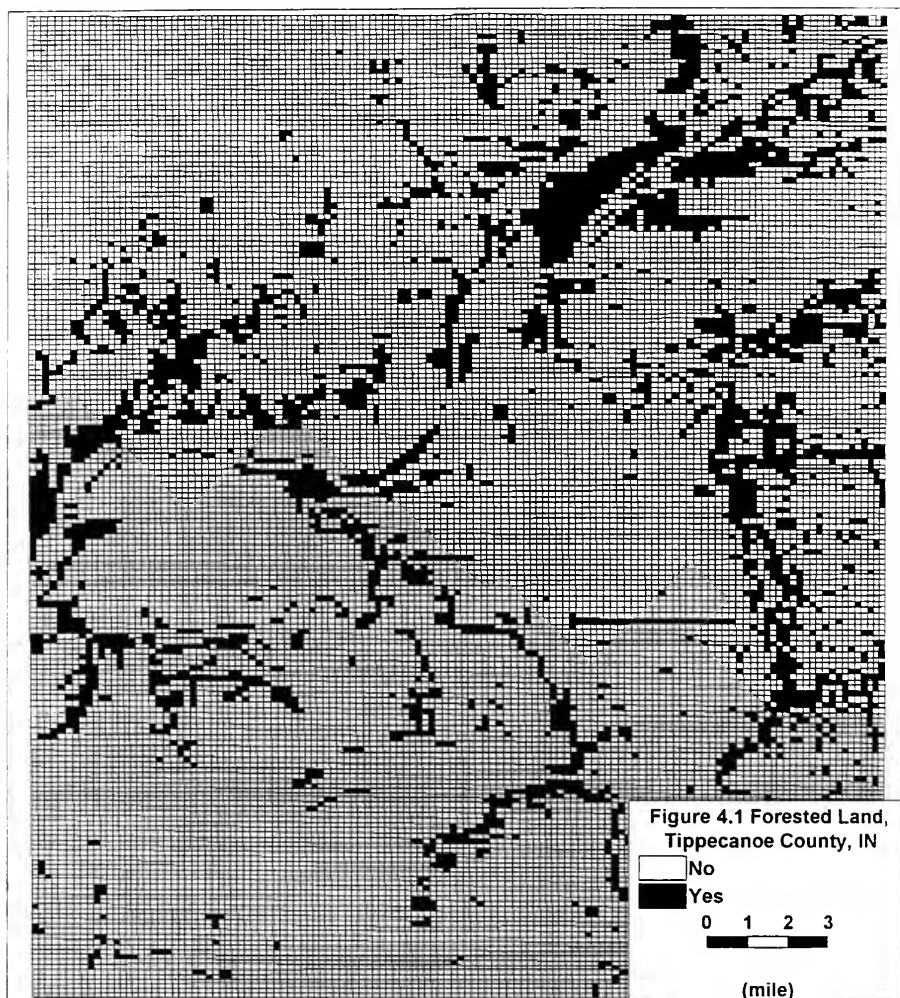 Figure 4.1 Forested Land,
Tippecanoe County, IN
No
Yes
0 1 2 3
(mile)